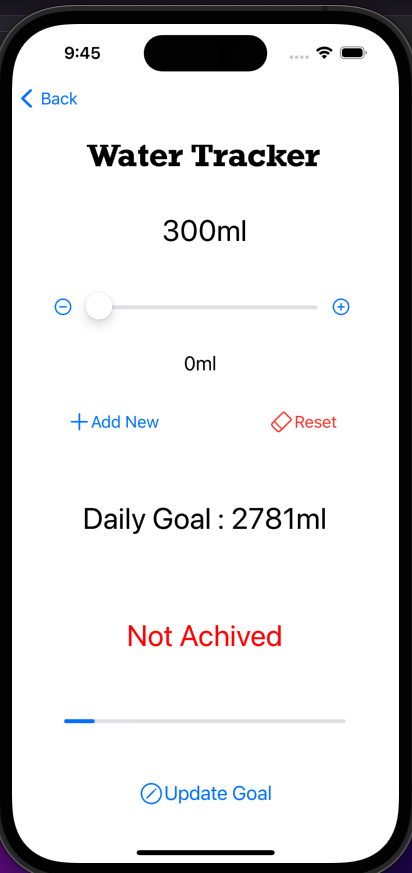 9:45
Back
Water Tracker
300ml
0ml
Add New Reset
Daily Goal : 2781ml
Not Achived
Update Goal